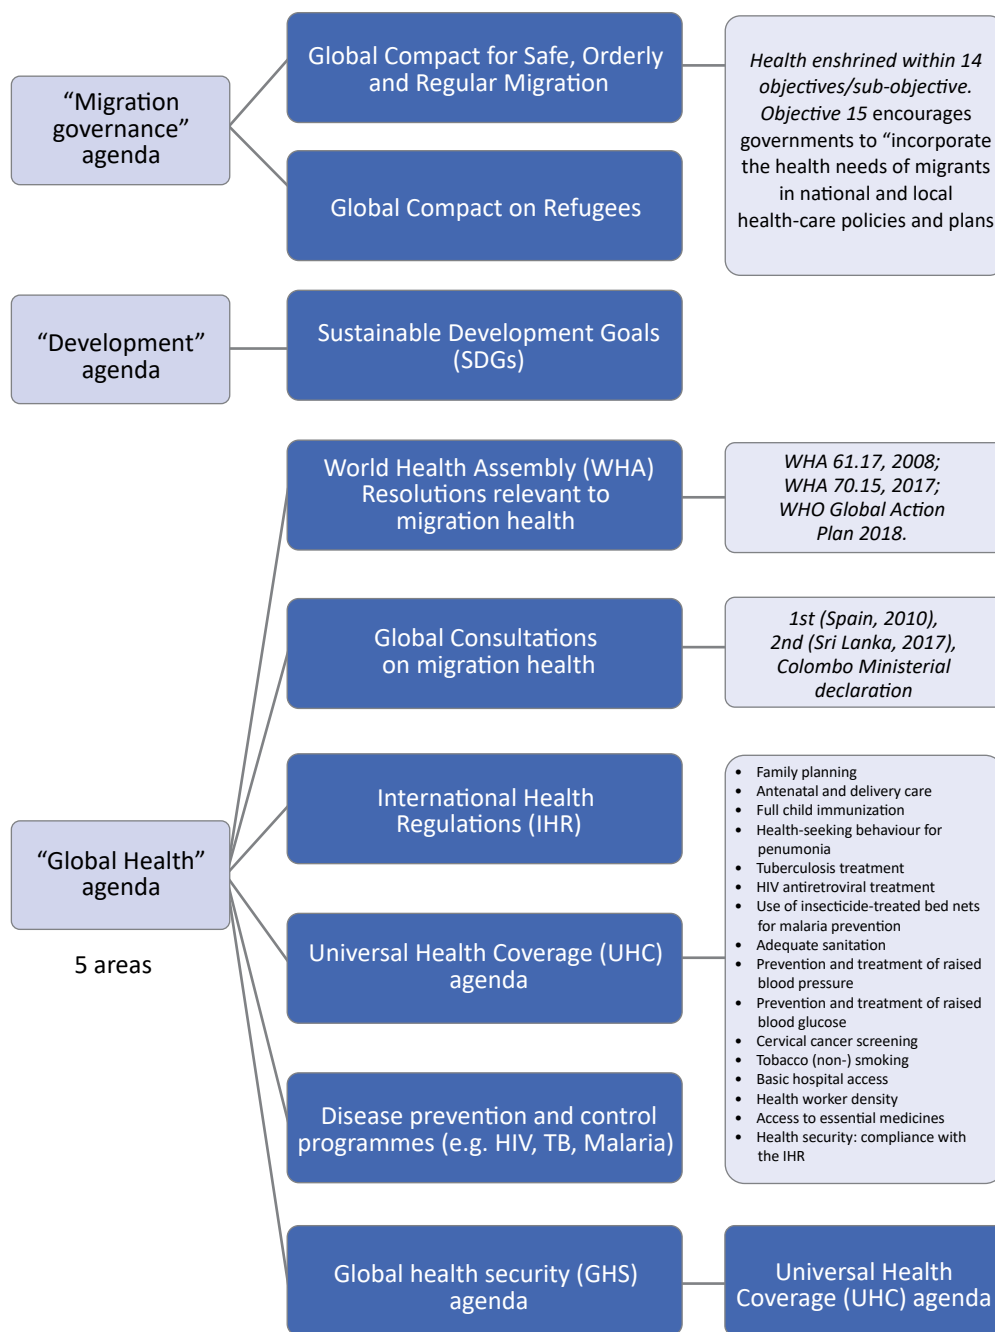 “Migration
governance”
agenda
Global Compact for Safe, Orderly
and Regular Migration
Global Compact on Refugees
Health enshrined within 14
objectives/sub-objective.
Objective 15 encourages
governments to “incorporate
the health needs of migrants
in national and local
health-care policies and plans
“Development”
agenda
Sustainable Development Goals
(SDGs)
“Global Health”
agenda
5 areas
World Health Assembly (WHA)
Resolutions relevant to
migration health
WHA 61.17, 2008;
WHA 70.15, 2017;
WHO Global Action
Plan 2018.
Global Consultations
on migration health
1st (Spain, 2010),
2nd (Sri Lanka, 2017),
Colombo Ministerial
declaration
International Health
Regulations (IHR)
Universal Health Coverage (UHC)
agenda
• Family planning
• Antenatal and delivery care
• Full child immunization
• Health-seeking behaviour for
penumonia
• Tuberculosis treatment
• HIV antiretroviral treatment
• Use of insecticide-treated bed nets
for malaria prevention
• Adequate sanitation
• Prevention and treatment of raised
blood pressure
• Prevention and treatment of raised
blood glucose
• Cervical cancer screening
• Tobacco (non-) smoking
• Basic hospital access
• Health worker density
• Access to essential medicines
• Health security: compliance with
the IHR
Disease prevention and control
programmes (e.g. HIV, TB, Malaria)
Global health security (GHS)
agenda
Universal Health
Coverage (UHC) agenda